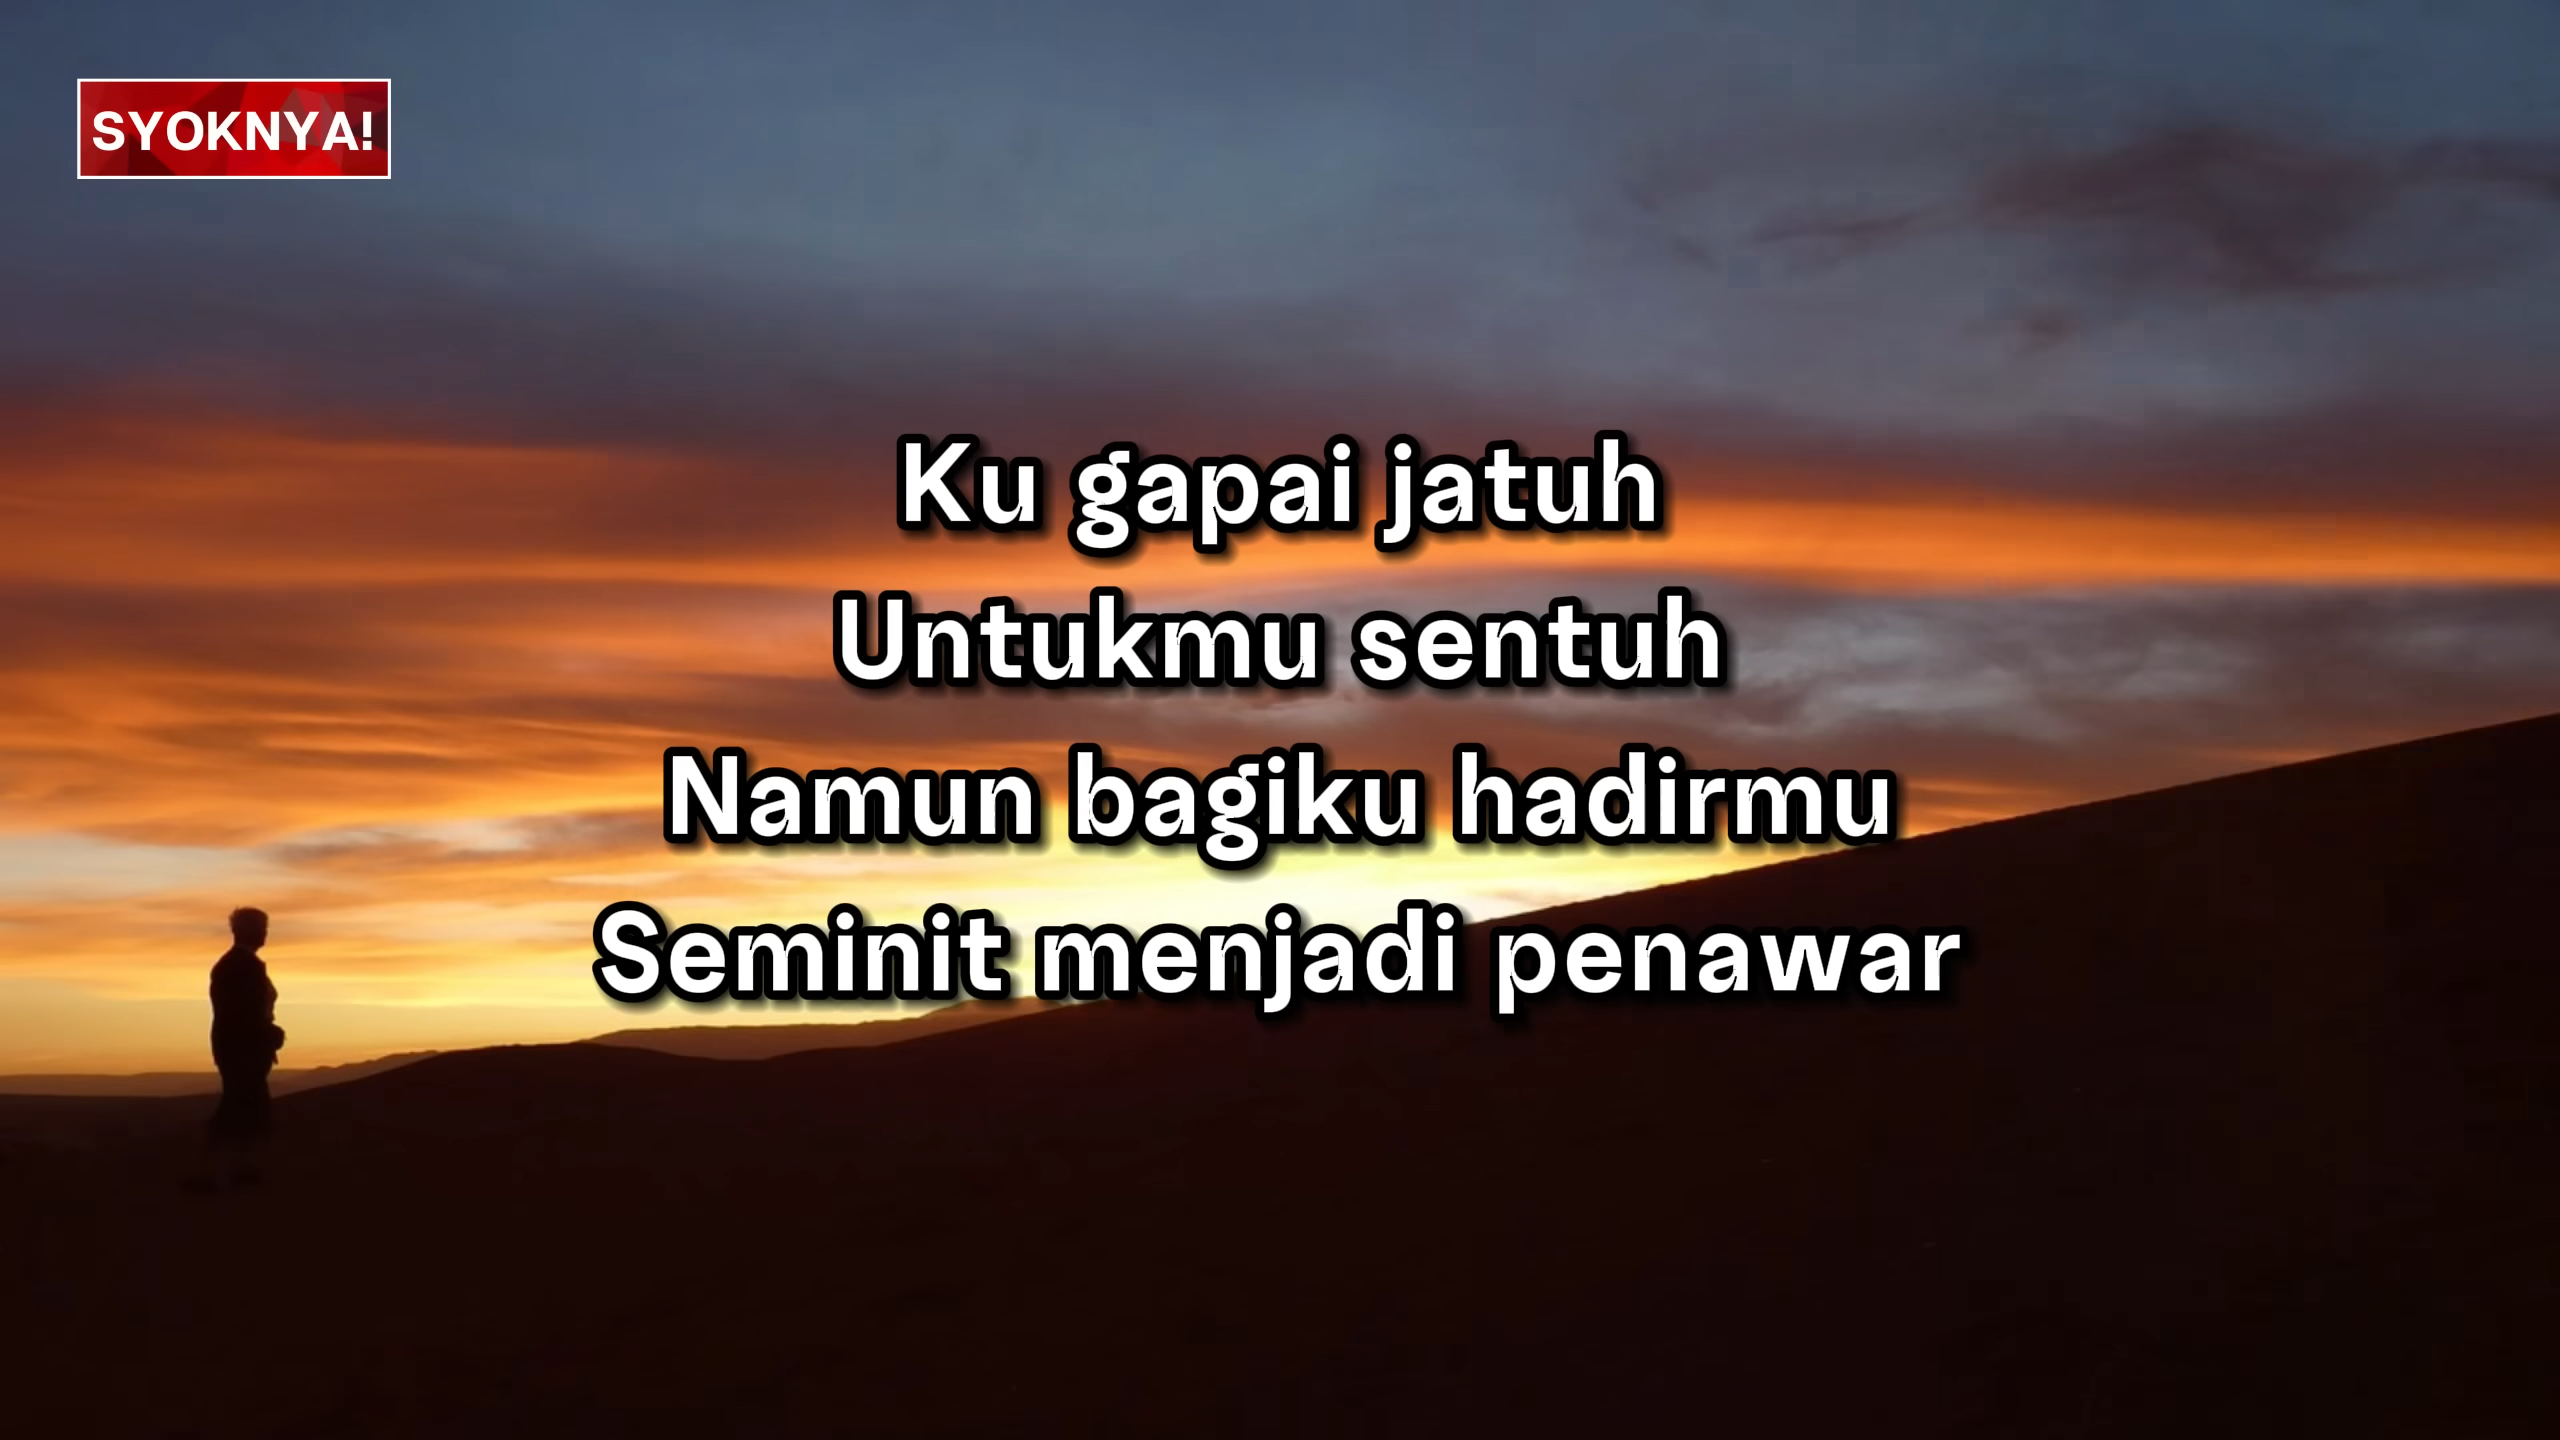 SYOKNYA!
Ku gapai jatuh
Untukmu sentuh
Namun bagiku hadirmu
Seminit menjadi penawar